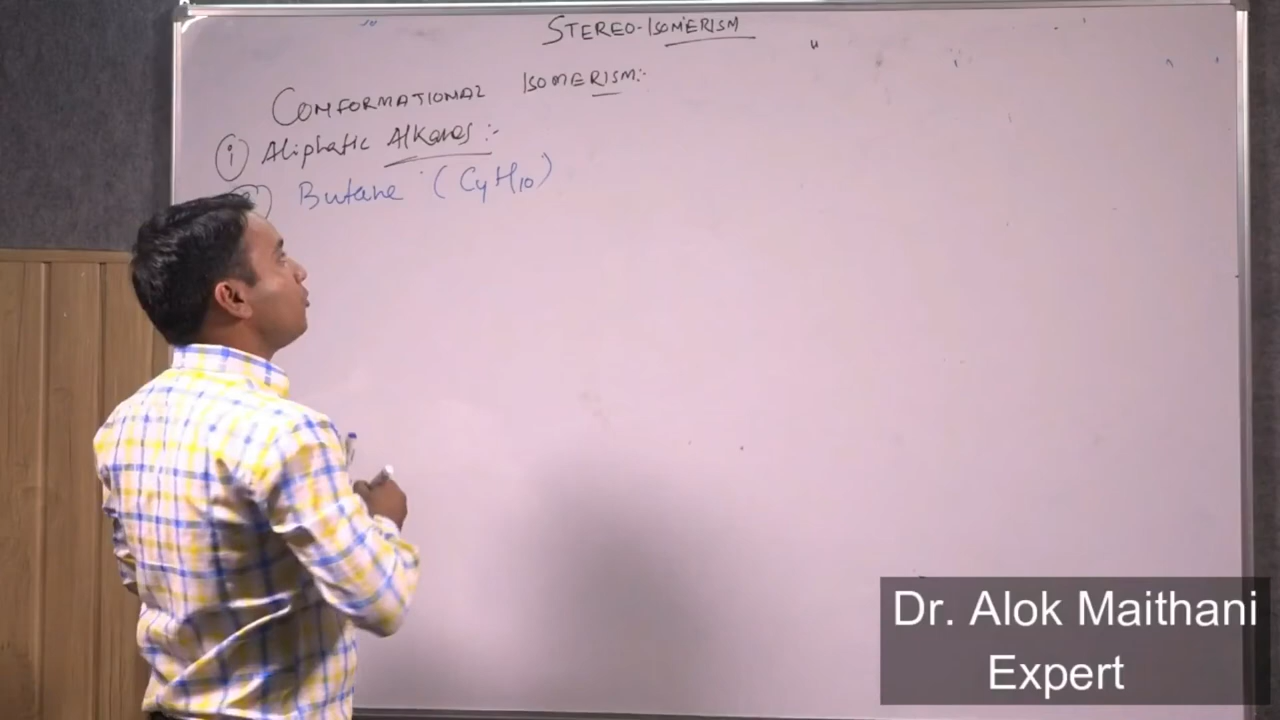 STEREO-ISOMERISM
CONFORMATIONAL ISOMERISM:-
(i) Aliphatic Alkanes :-
Butane (C4H10)
Dr. Alok Maithani
Expert